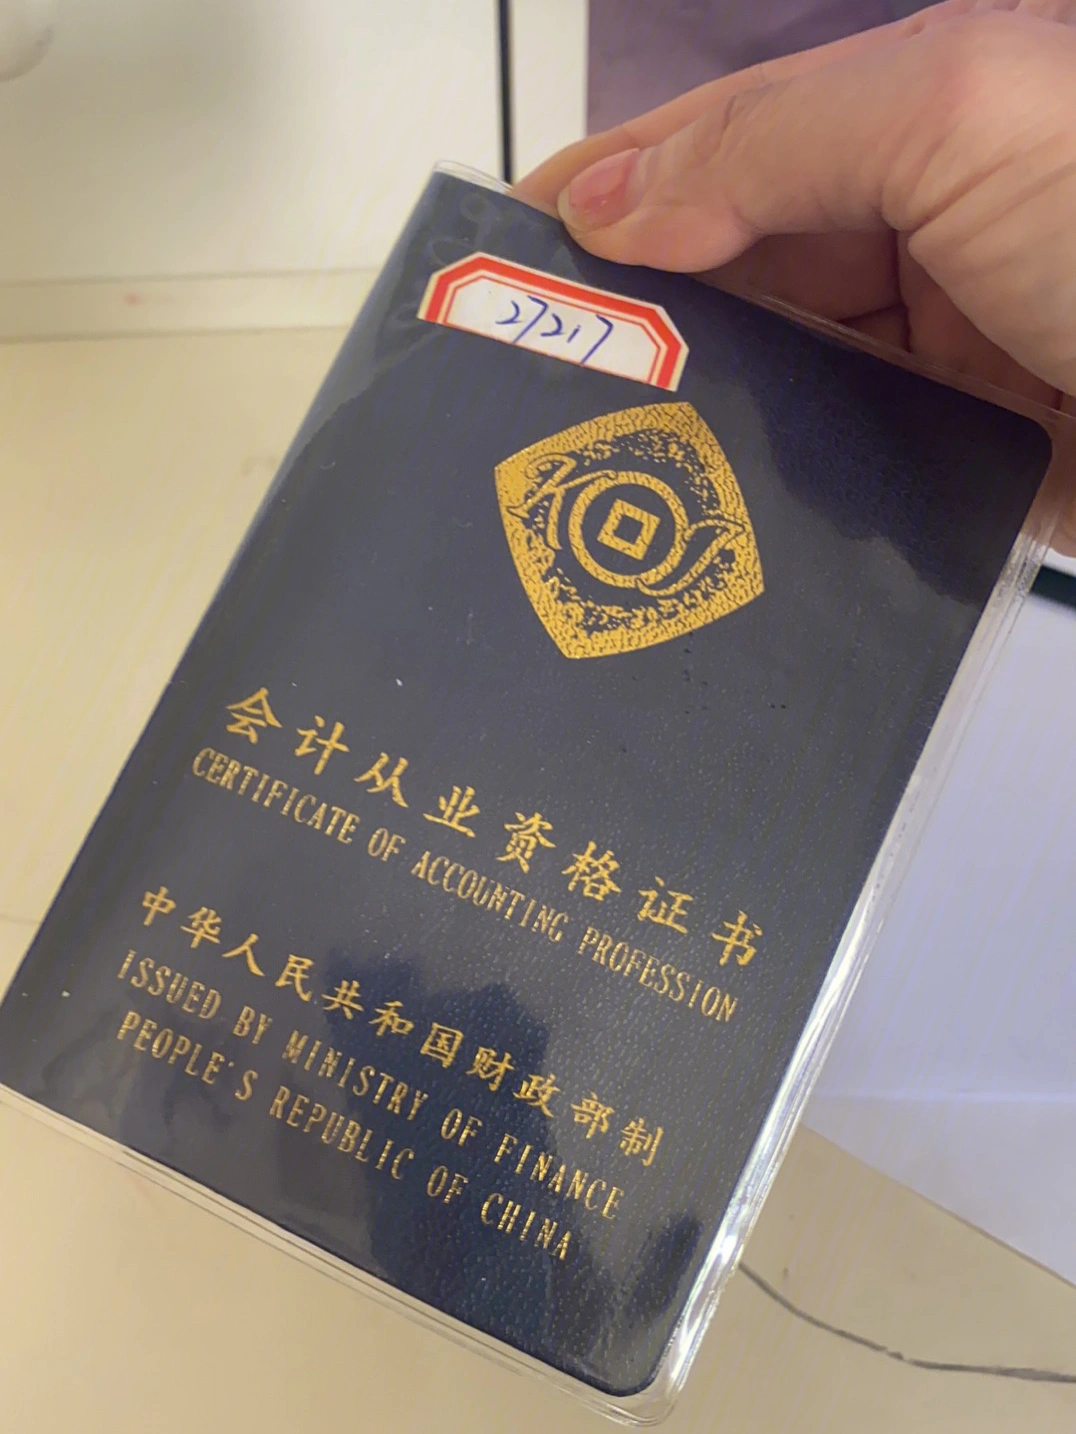 27217
会计从业资格证书
CERTIFICATE OF ACCOUNTING PROFESSION
中华人民共和国财政部制
ISSUED BY MINISTRY OF FINANCE
PEOPLE'S REPUBLIC OF CHINA